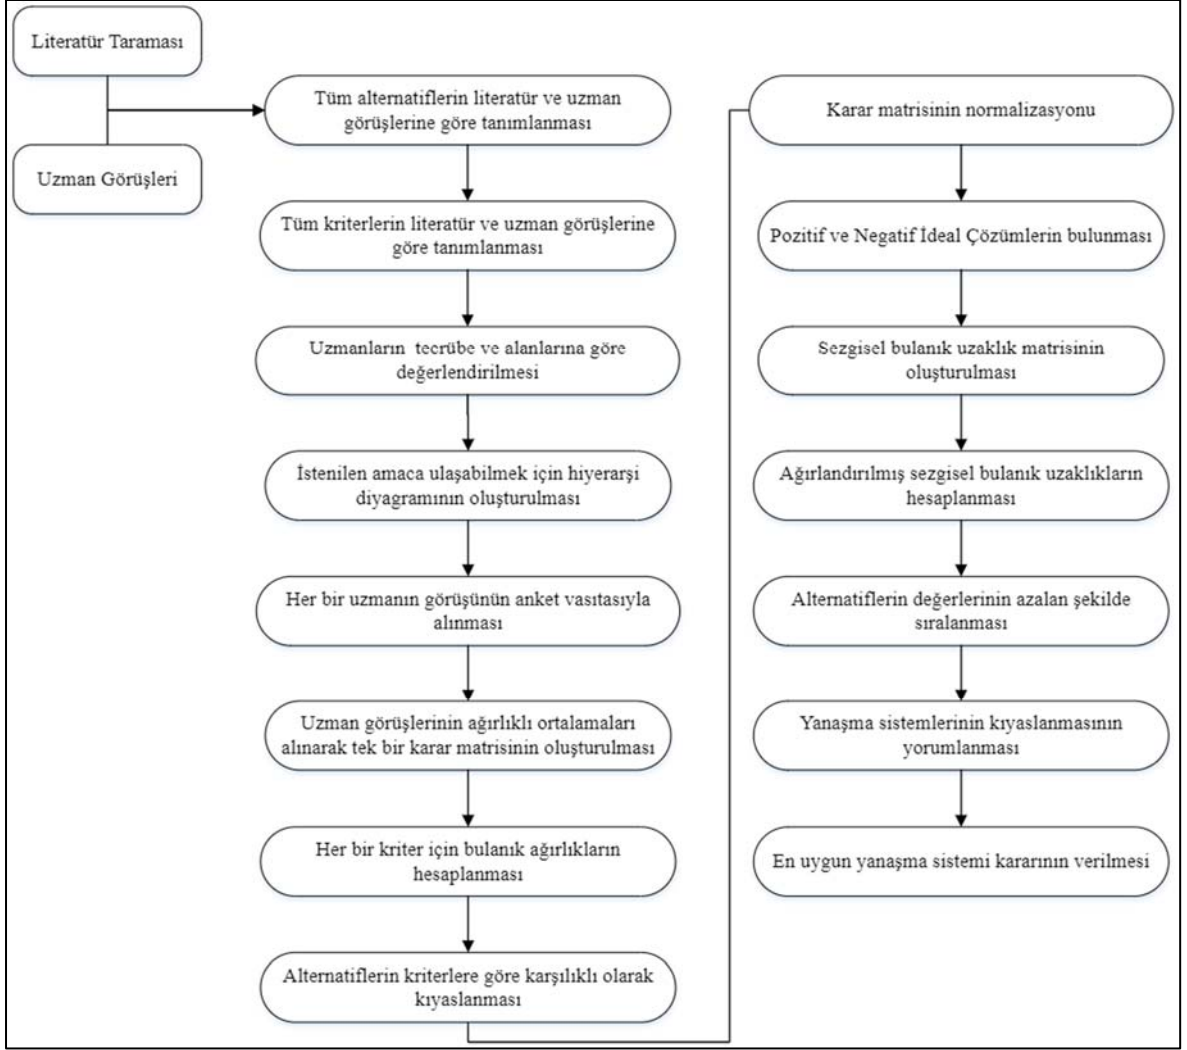 Literatür Taraması
Uzman Görüşleri
Tüm alternatiflerin literatür ve uzman
görüşlerine göre tanımlanması
Tüm kriterlerin literatür ve uzman görüşlerine
göre tanımlanması
Uzmanların tecrübe ve alanlarına göre
değerlendirilmesi
İstenilen amaca ulaşabilmek için hiyerarşi
diyagramının oluşturulması
Her bir uzmanın görüşünün anket vasıtasıyla
alınması
Uzman görüşlerinin ağırlıklı ortalamaları
alınarak tek bir karar matrisinin oluşturulması
Her bir kriter için bulanık ağırlıkların
hesaplanması
Alternatiflerin kriterlere göre karşılıklı olarak
kıyaslanması
Karar matrisinin normalizasyonu
Pozitif ve Negatif İdeal Çözümlerin bulunması
Sezgisel bulanık uzaklık matrisinin
oluşturulması
Ağırlandırılmış sezgisel bulanık uzaklıkların
hesaplanması
Alternatiflerin değerlerinin azalan şekilde
sıralanması
Yanaşma sistemlerinin kıyaslanmasının
yorumlanması
En uygun yanaşma sistemi kararının verilmesi